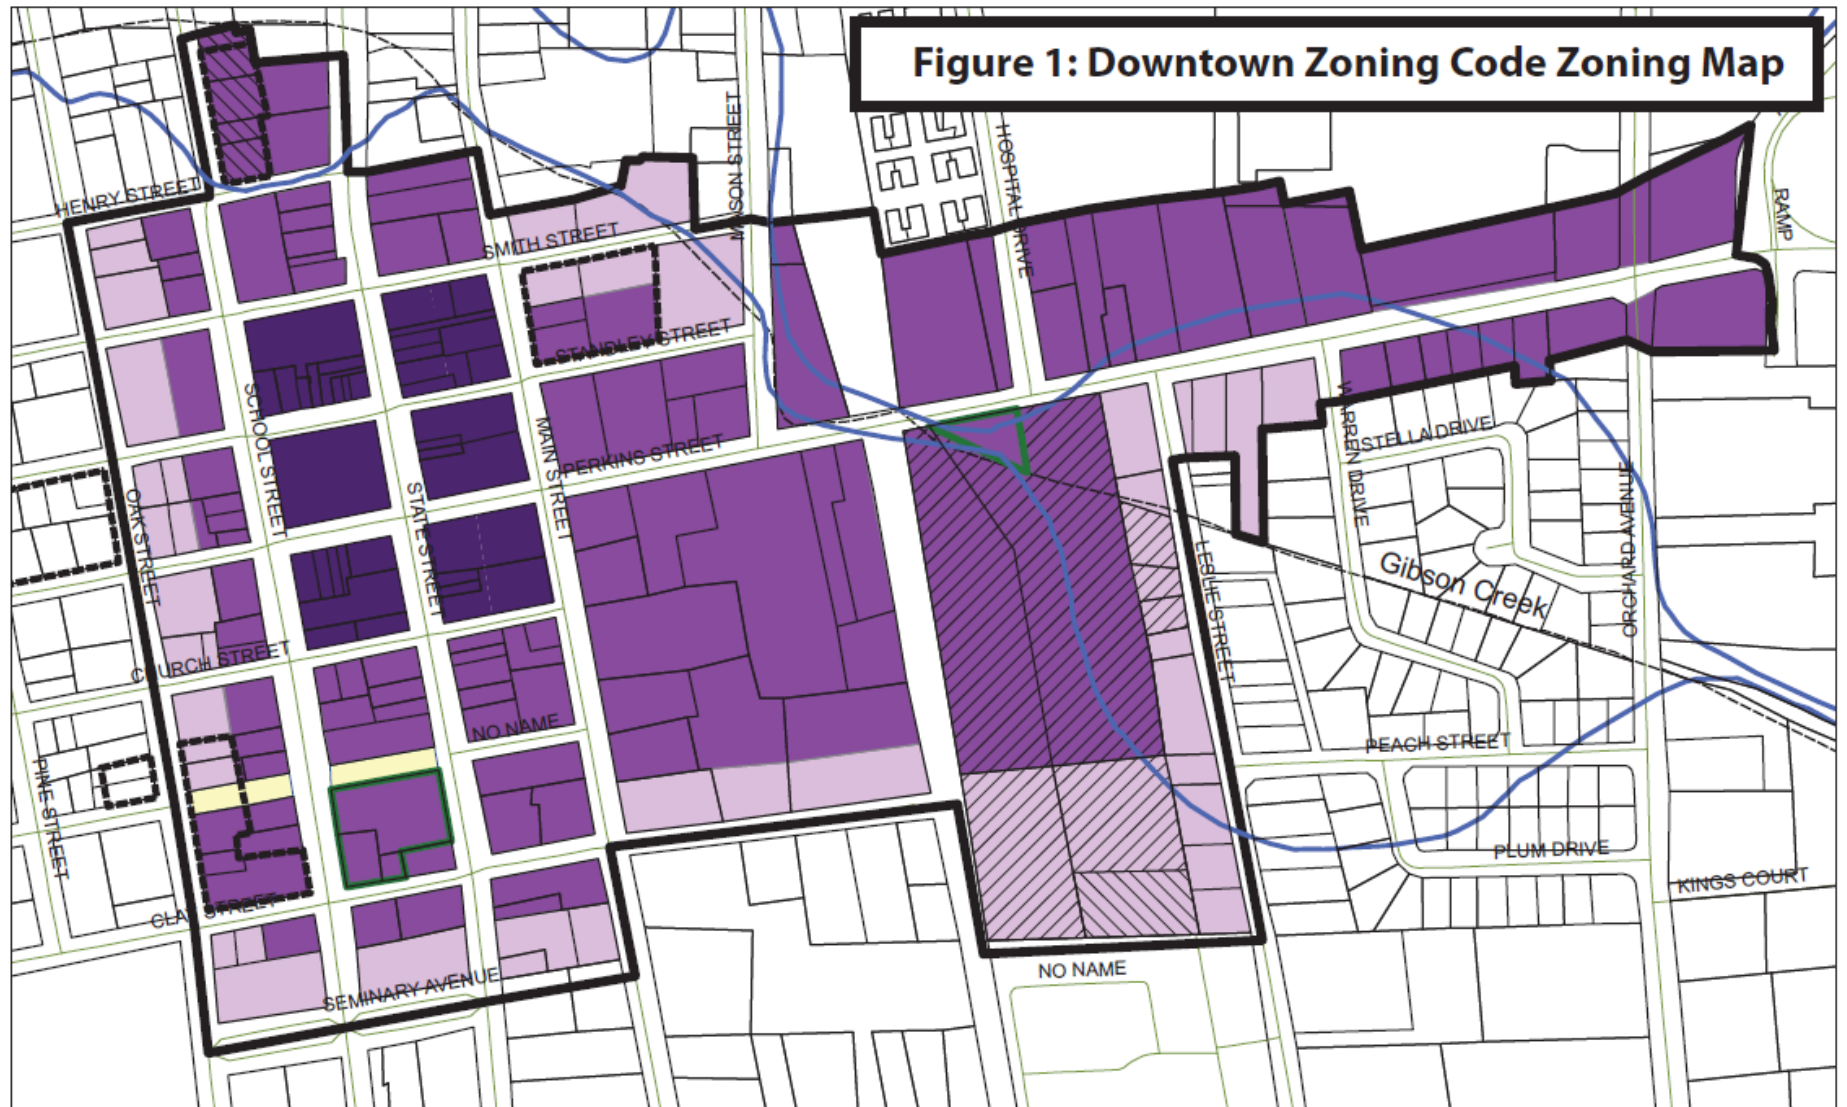 Figure 1: Downtown Zoning Code Zoning Map
HENRY STREET
SMITH STREET
MASON STREET
HOSPITAL DRIVE
RAMP
STANDLEY STREET
SCHOOL STREET
MAIN STREET
PERKINS STREET
WARREN DRIVE
STELLA DRIVE
OAK STREET
STATE STREET
ORCHARD AVENUE
LESLIE STREET
Gibson Creek
CHURCH STREET
NO NAME
PEACH STREET
PINE STREET
PLUM DRIVE
KINGS COURT
CLAY STREET
SEMINARY AVENUE
NO NAME